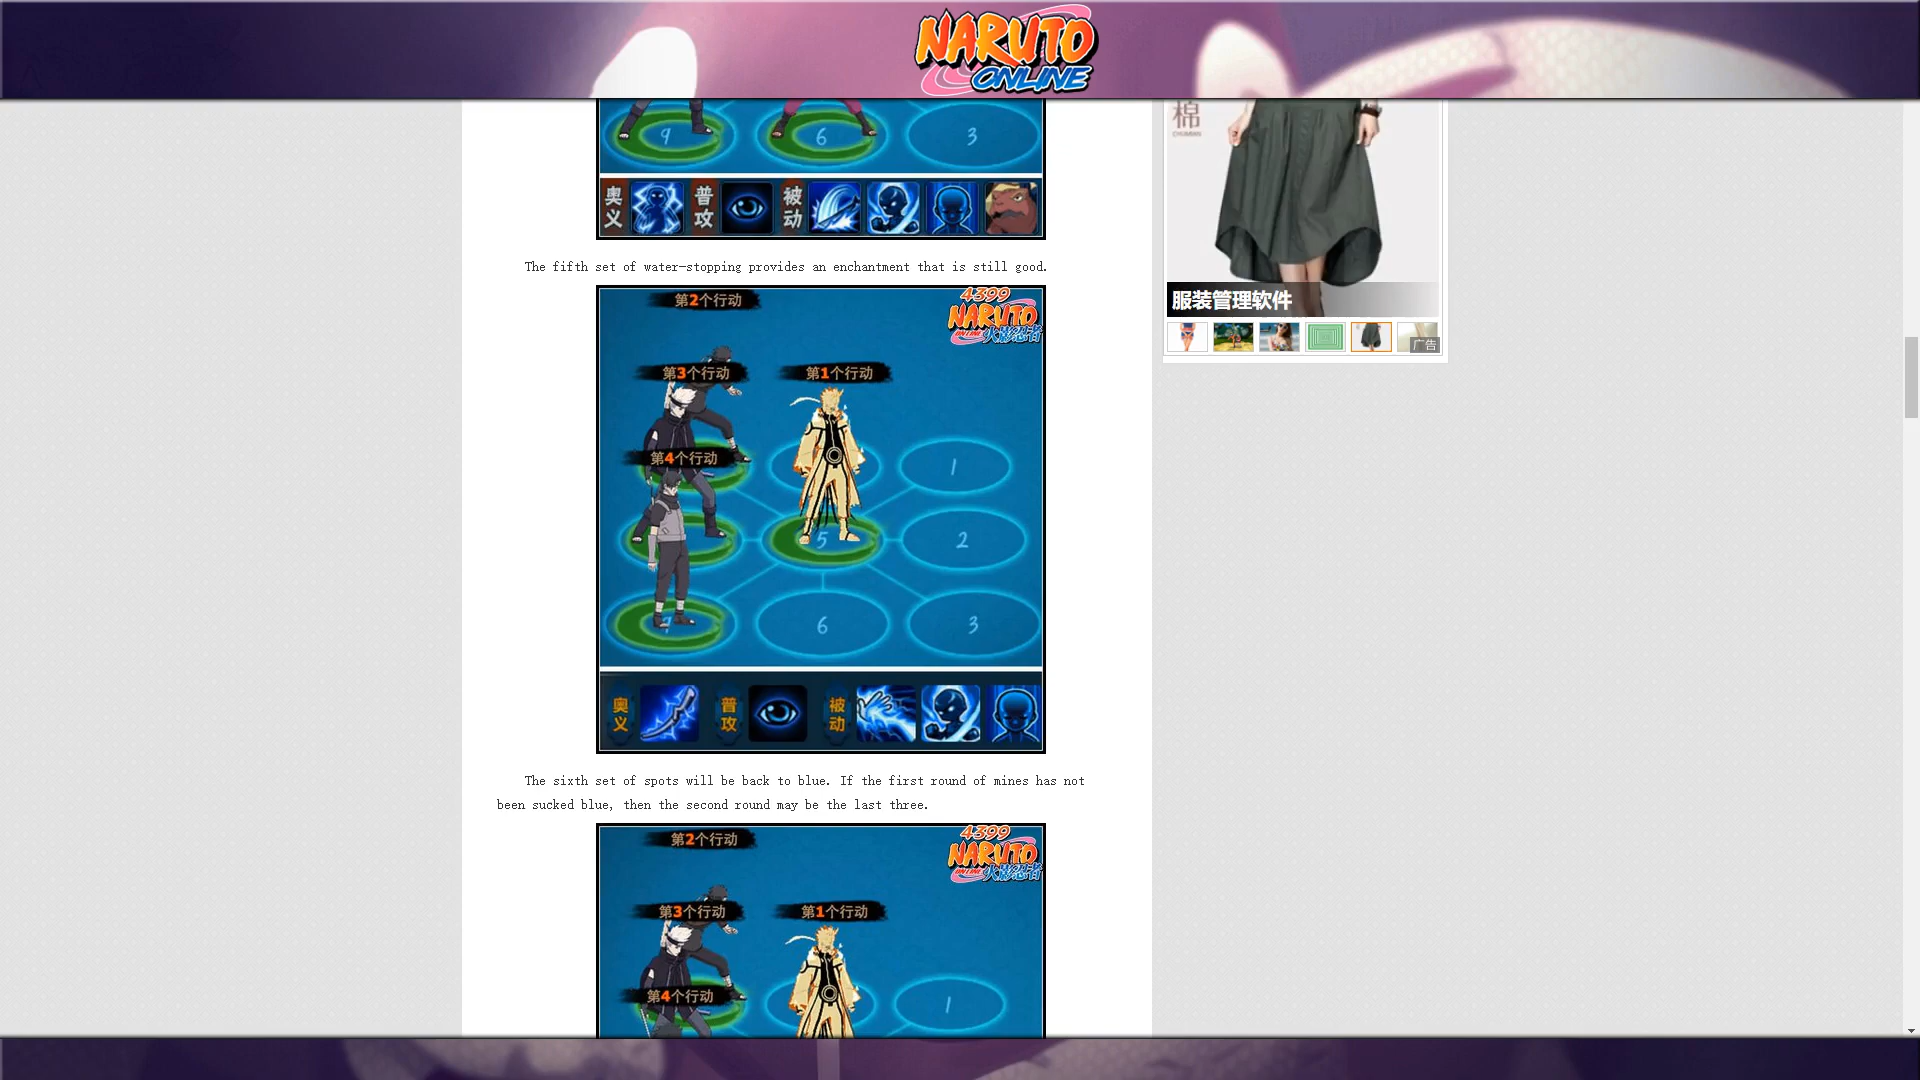 NARUTO
ONLINE
9
6
3
奥义
普攻
被动
棉
服装管理软件
广告
The fifth set of water-stopping provides an enchantment that is still good.
第2个行动
4399
NARUTO
ONLINE 火影忍者
第3个行动
第1个行动
第4个行动
1
5
2
6
3
奥义
普攻
被动
The sixth set of spots will be back to blue. If the first round of mines has not
been sucked blue, then the second round may be the last three.
第2个行动
4399
NARUTO
ONLINE 火影忍者
第3个行动
第1个行动
第4个行动
1